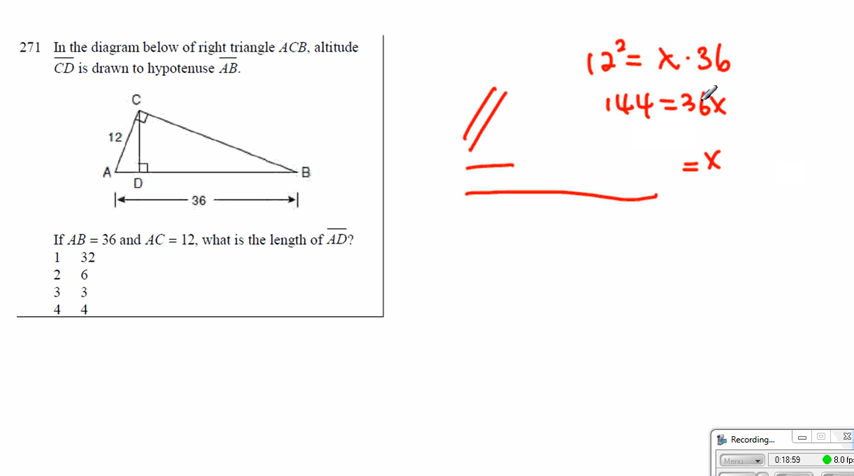 271 In the diagram below of right triangle ACB, altitude
CD is drawn to hypotenuse AB.
C
12
A
D
B
36
If AB = 36 and AC = 12, what is the length of AD?
1 32
2 6
3 3
4 4
12² = x · 36
144 = 36x
= x
Recording...
Menu
0:18:59
8.0 fp